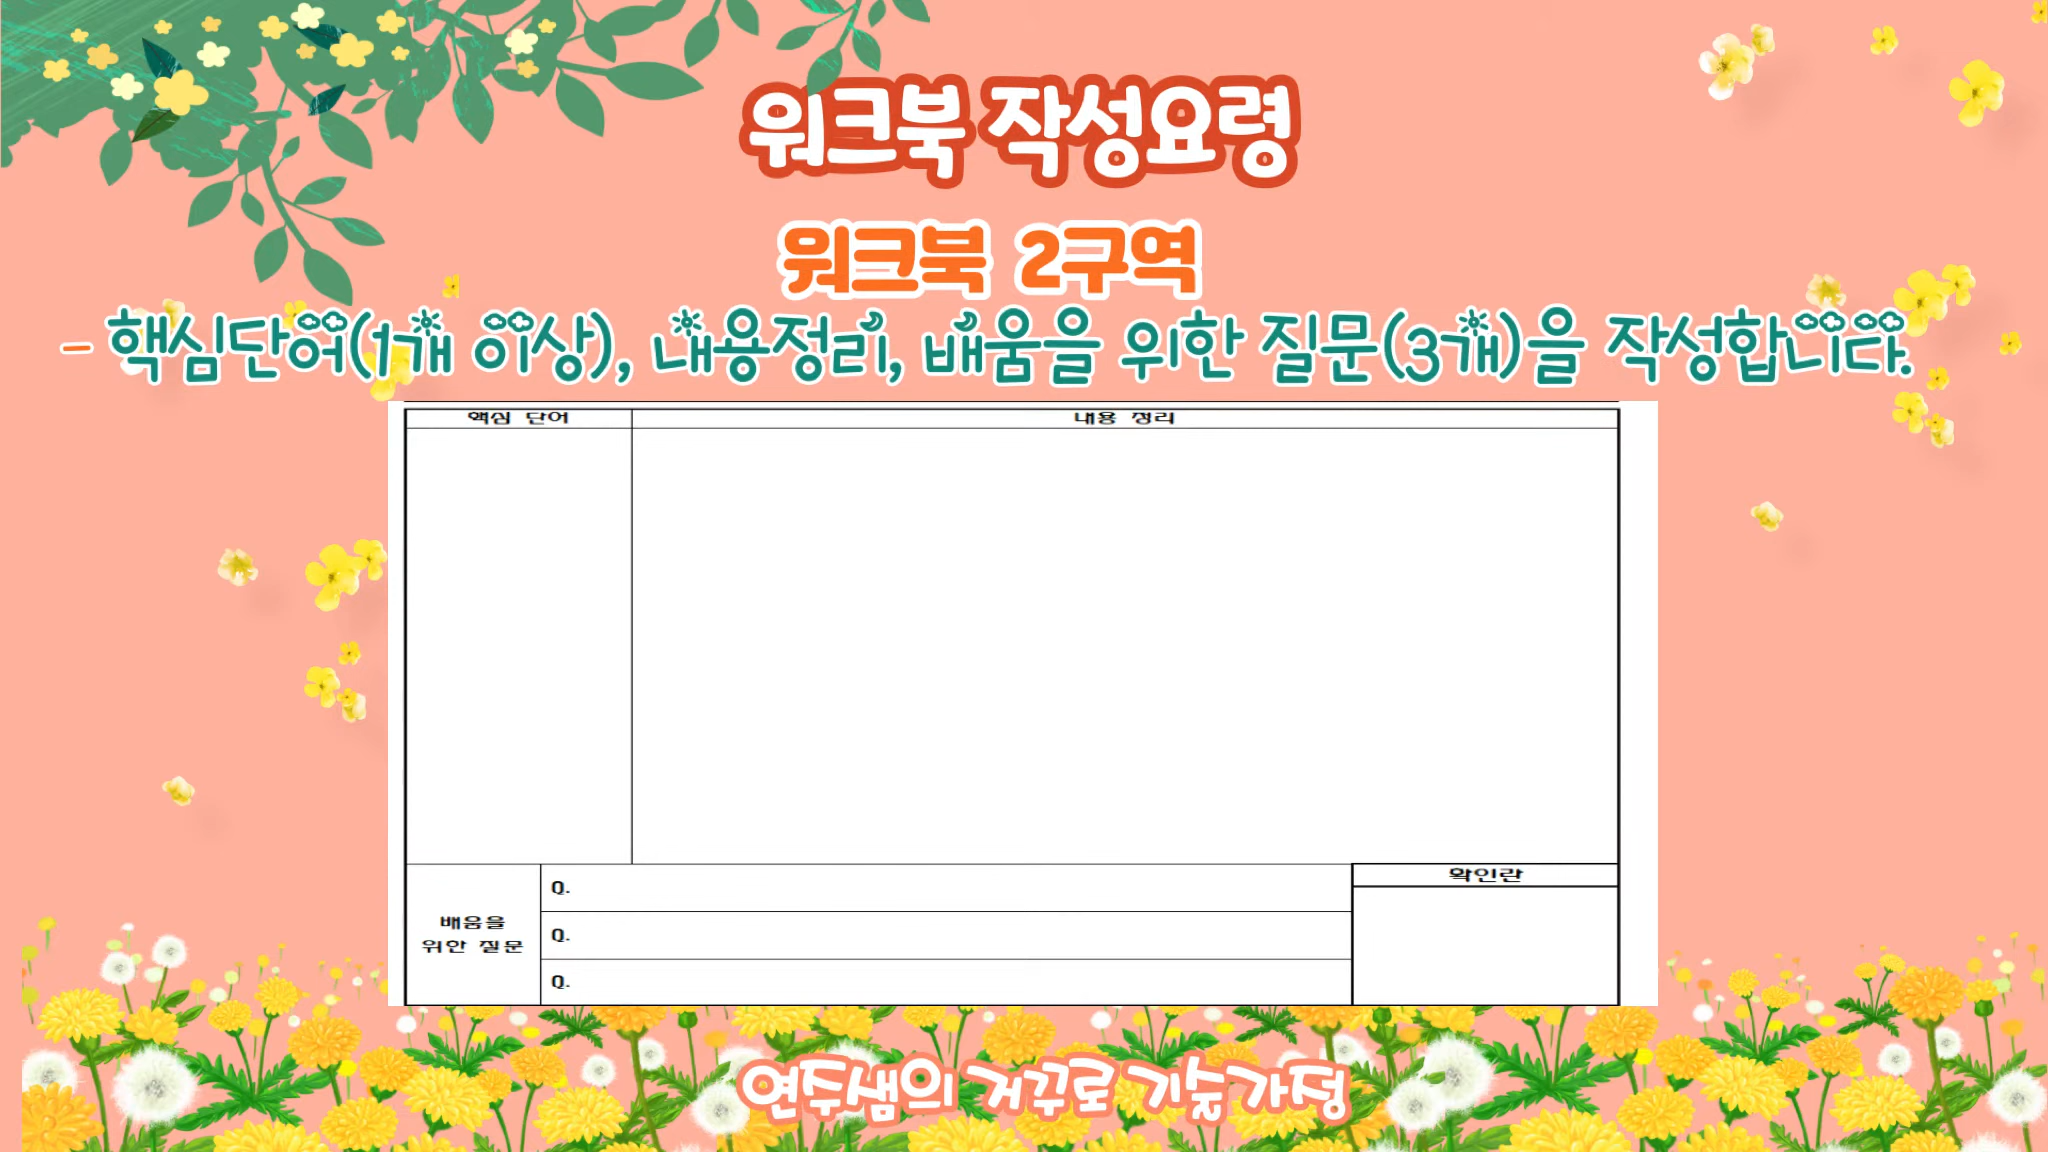 워크북 작성요령
워크북 2구역
- 핵심단어(1개 이상), 내용정리, 배움을 위한 질문(3개)을 작성합니다.
핵심 단어
내용 정리
배움을
위한 질문
Q.
Q.
Q.
확인란
연주샘의 거꾸로 기술가정